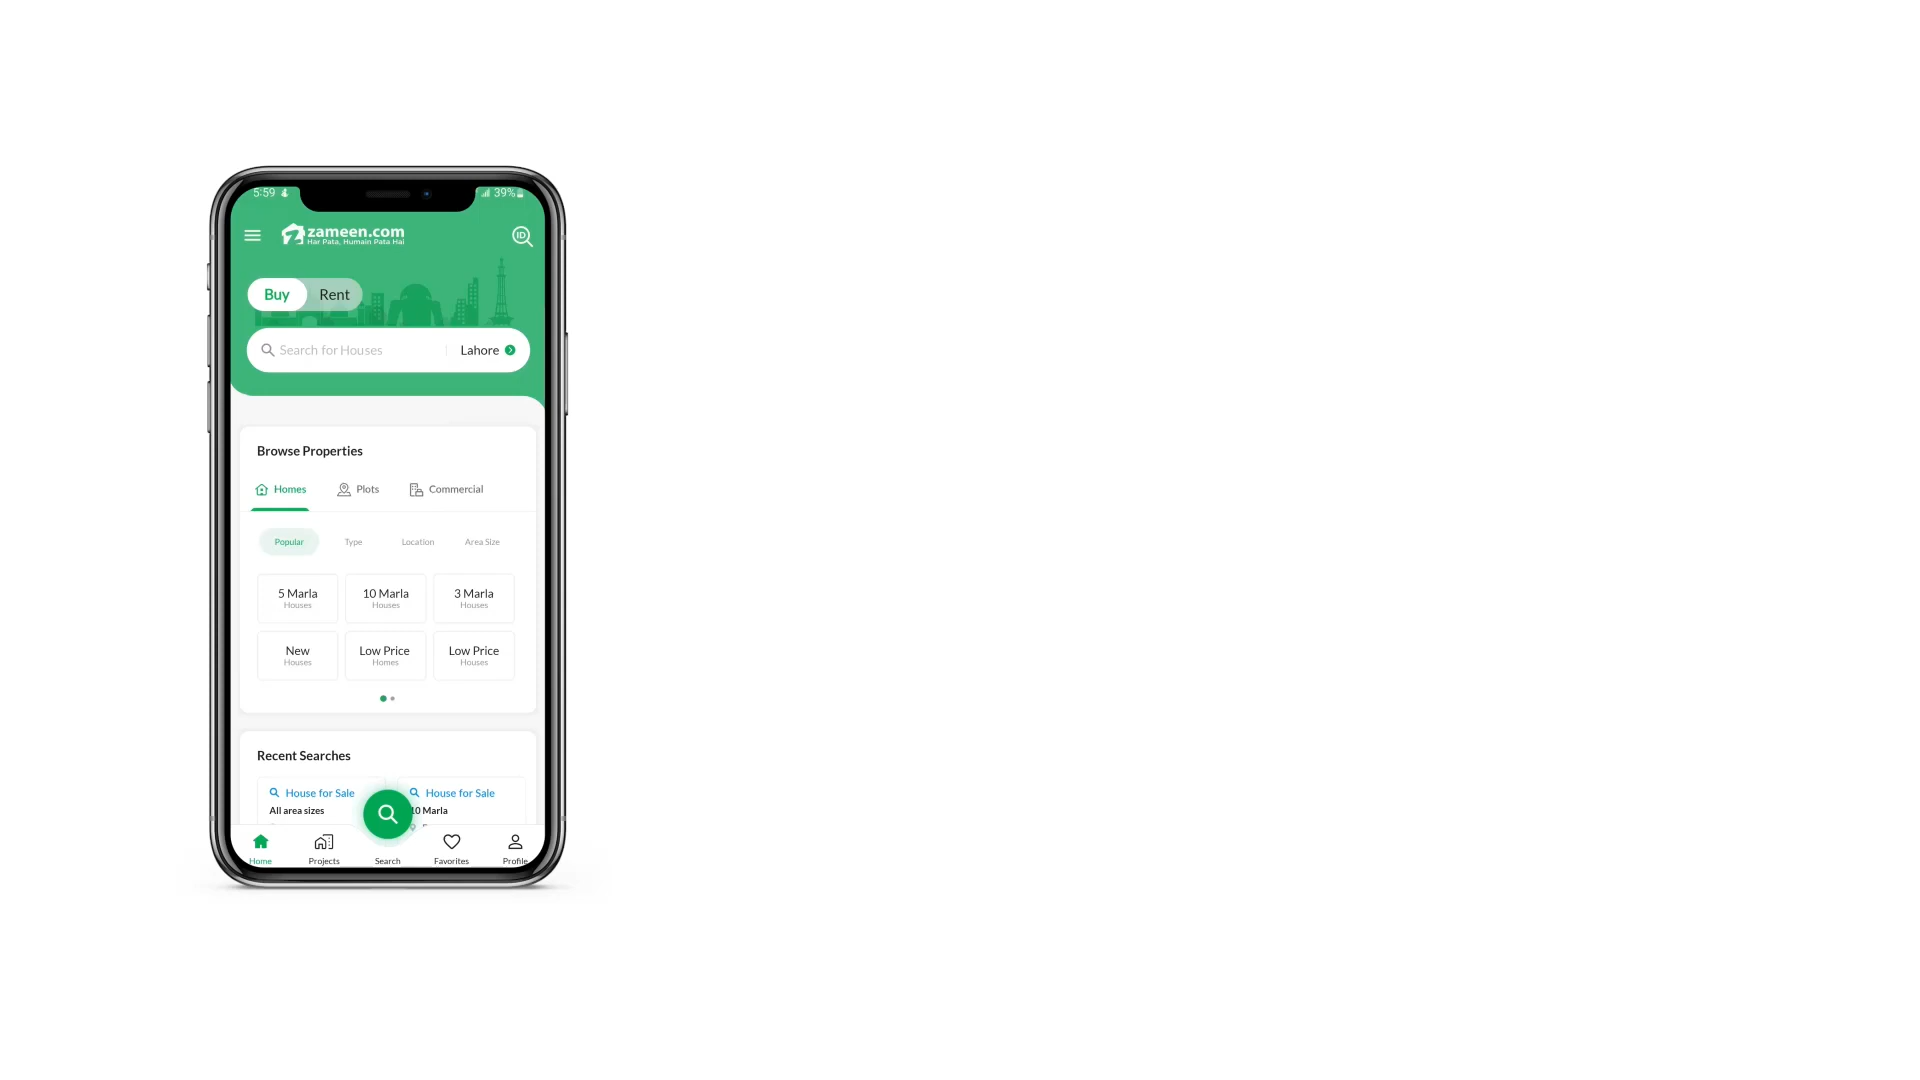 5:59 39%
zameen.com
Har Pata, Humain Pata Hai
ID
Buy Rent
Search for Houses Lahore
Browse Properties
Homes Plots Commercial
Popular Type Location Area Size
5 Marla 10 Marla 3 Marla
Houses Houses Houses
New Low Price Low Price
Houses Homes Houses
Recent Searches
House for Sale House for Sale
All area sizes 10 Marla
Home Projects Search Favorites Profile